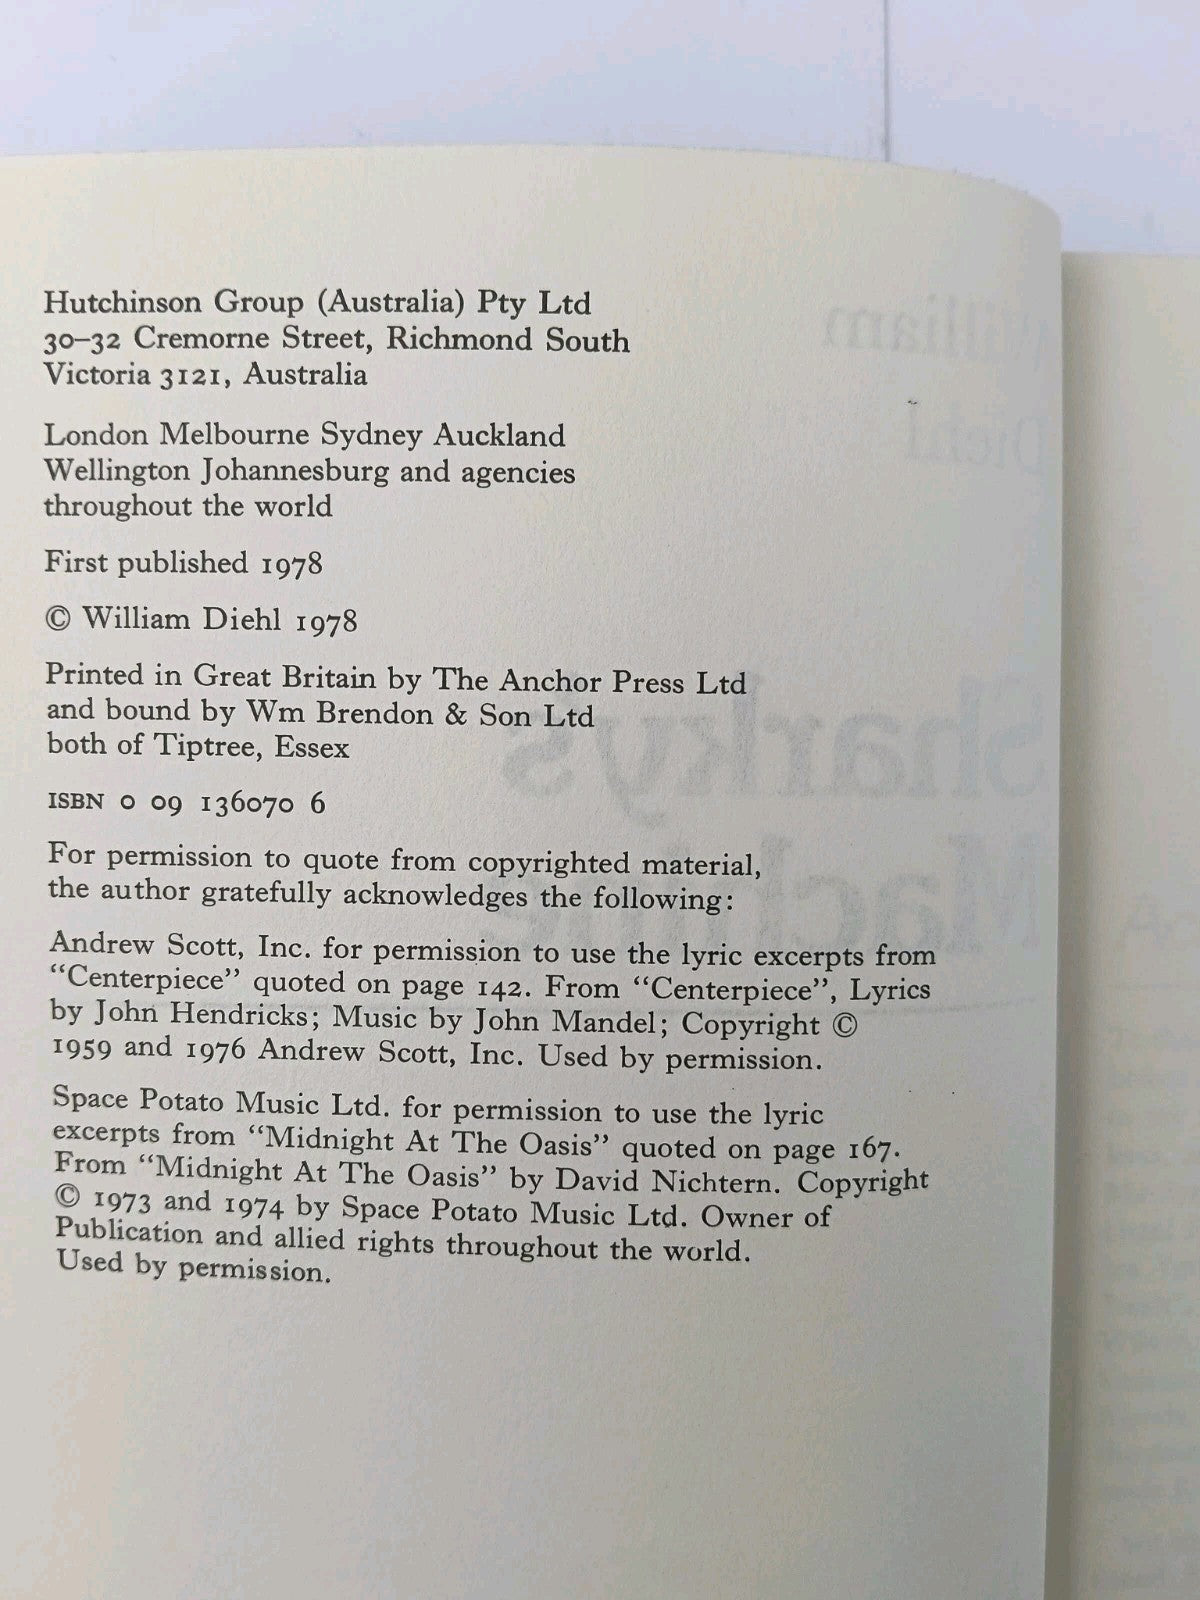 Hutchinson Group (Australia) Pty Ltd
30–32 Cremorne Street, Richmond South
Victoria 3121, Australia
London Melbourne Sydney Auckland
Wellington Johannesburg and agencies
throughout the world
First published 1978
© William Diehl 1978
Printed in Great Britain by The Anchor Press Ltd
and bound by Wm Brendon & Son Ltd
both of Tiptree, Essex
ISBN 0 09 136070 6
For permission to quote from copyrighted material,
the author gratefully acknowledges the following:
Andrew Scott, Inc. for permission to use the lyric excerpts from
“Centerpiece” quoted on page 142. From “Centerpiece”, Lyrics
by John Hendricks; Music by John Mandel; Copyright ©
1959 and 1976 Andrew Scott, Inc. Used by permission.
Space Potato Music Ltd. for permission to use the lyric
excerpts from “Midnight At The Oasis” quoted on page 167.
From “Midnight At The Oasis” by David Nichtern. Copyright
© 1973 and 1974 by Space Potato Music Ltd. Owner of
Publication and allied rights throughout the world.
Used by permission.
William
Diehl
Sharky's
Machine